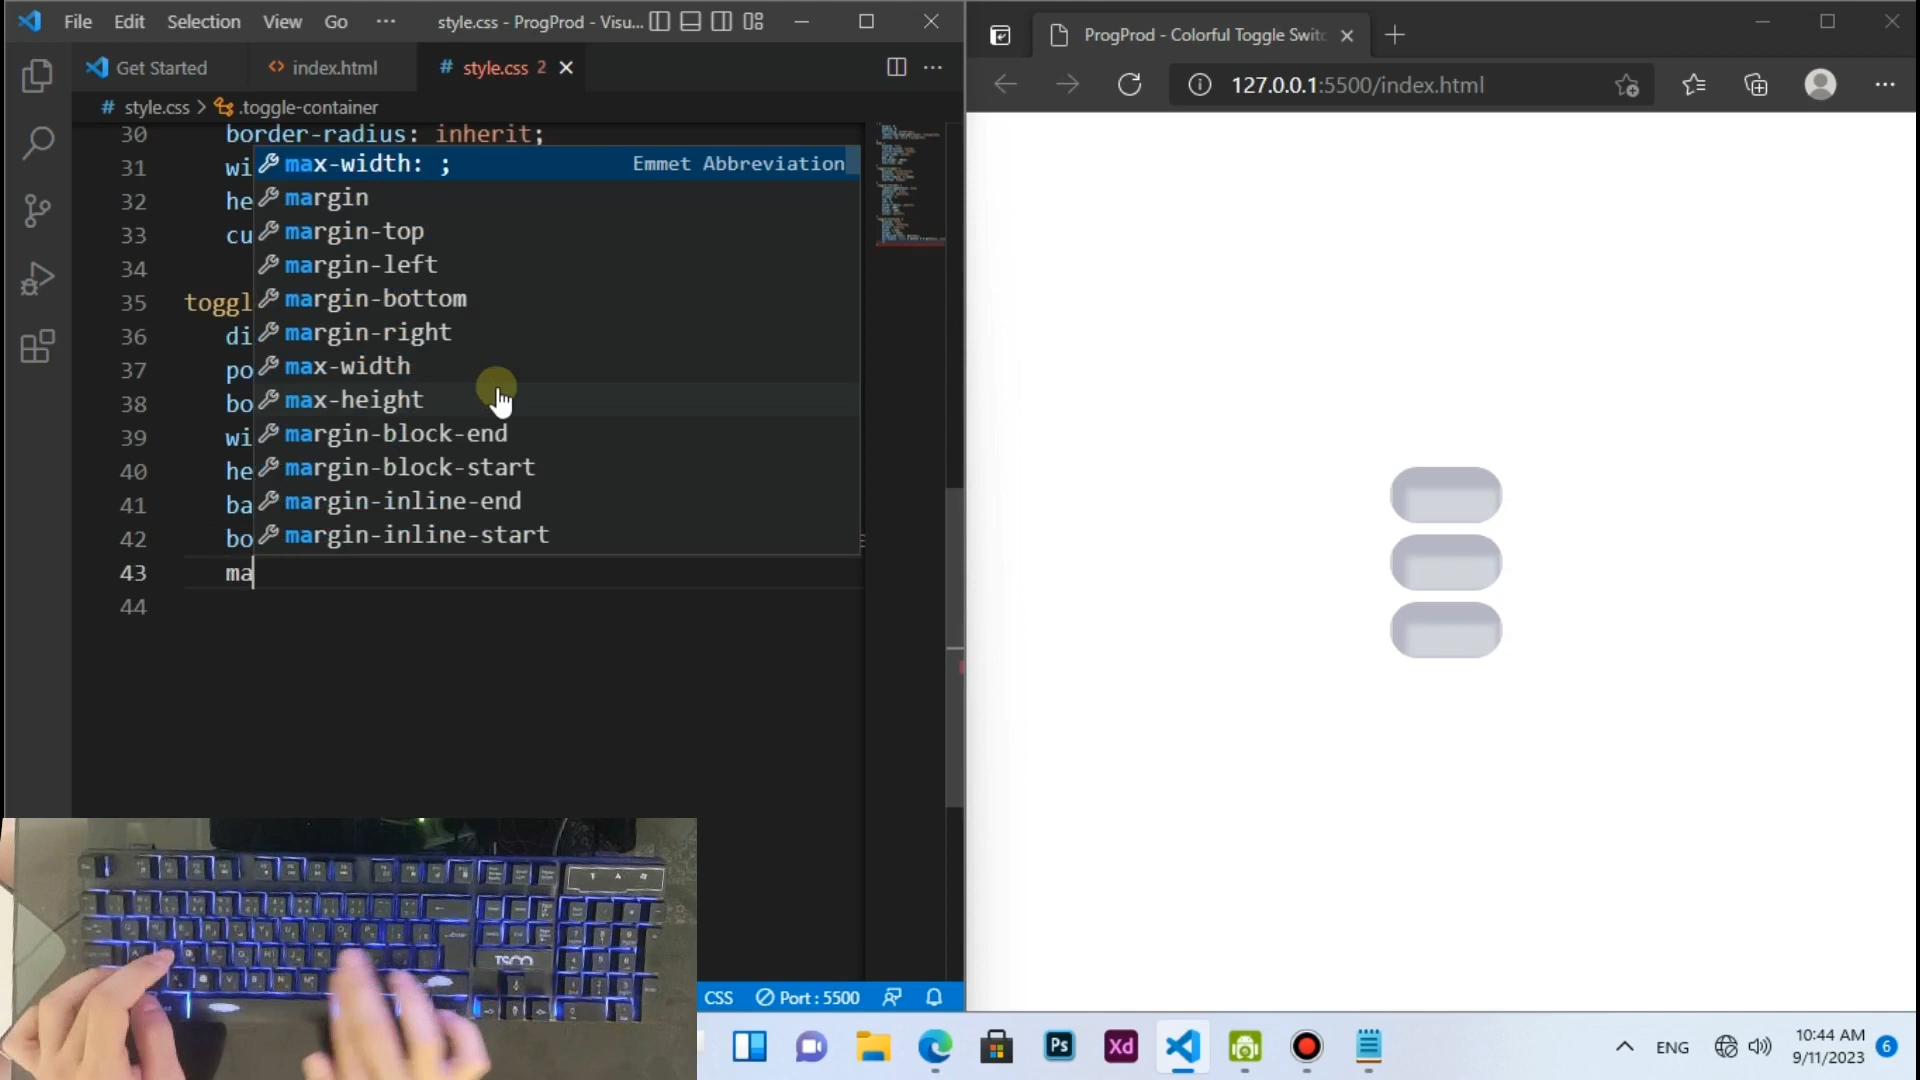 File Edit Selection View Go ··· style.css - ProgProd - Visu...
Get Started index.html # style.css 2
# style.css > .toggle-container
30 border-radius: inherit;
31 wi
32 he
33 cu
34
35 toggl
36 di
37 po
38 bo
39 wi
40 he
41 ba
42 bo
43 ma
44
max-width: ; Emmet Abbreviation
margin
margin-top
margin-left
margin-bottom
margin-right
max-width
max-height
margin-block-end
margin-block-start
margin-inline-end
margin-inline-start
CSS Port : 5500
ProgProd - Colorful Toggle Switc
127.0.0.1:5500/index.html
TSCO
Ps Xd
ENG
10:44 AM
9/11/2023
6